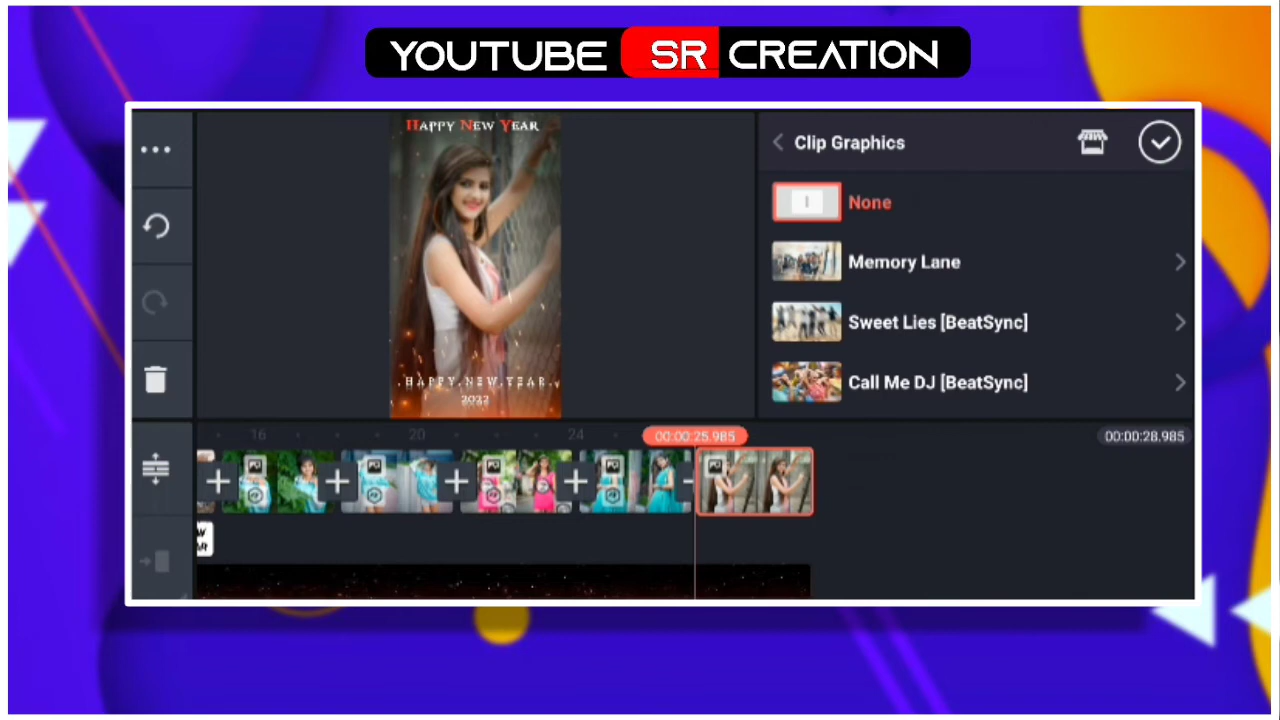 YOUTUBE SR CREATION
HAPPY NEW YEAR
Clip Graphics
None
Memory Lane
Sweet Lies [BeatSync]
Call Me DJ [BeatSync]
.HAPPY.NEW.YEAR.
2022
16
20
24
00:00:25.985
00:00:28.985